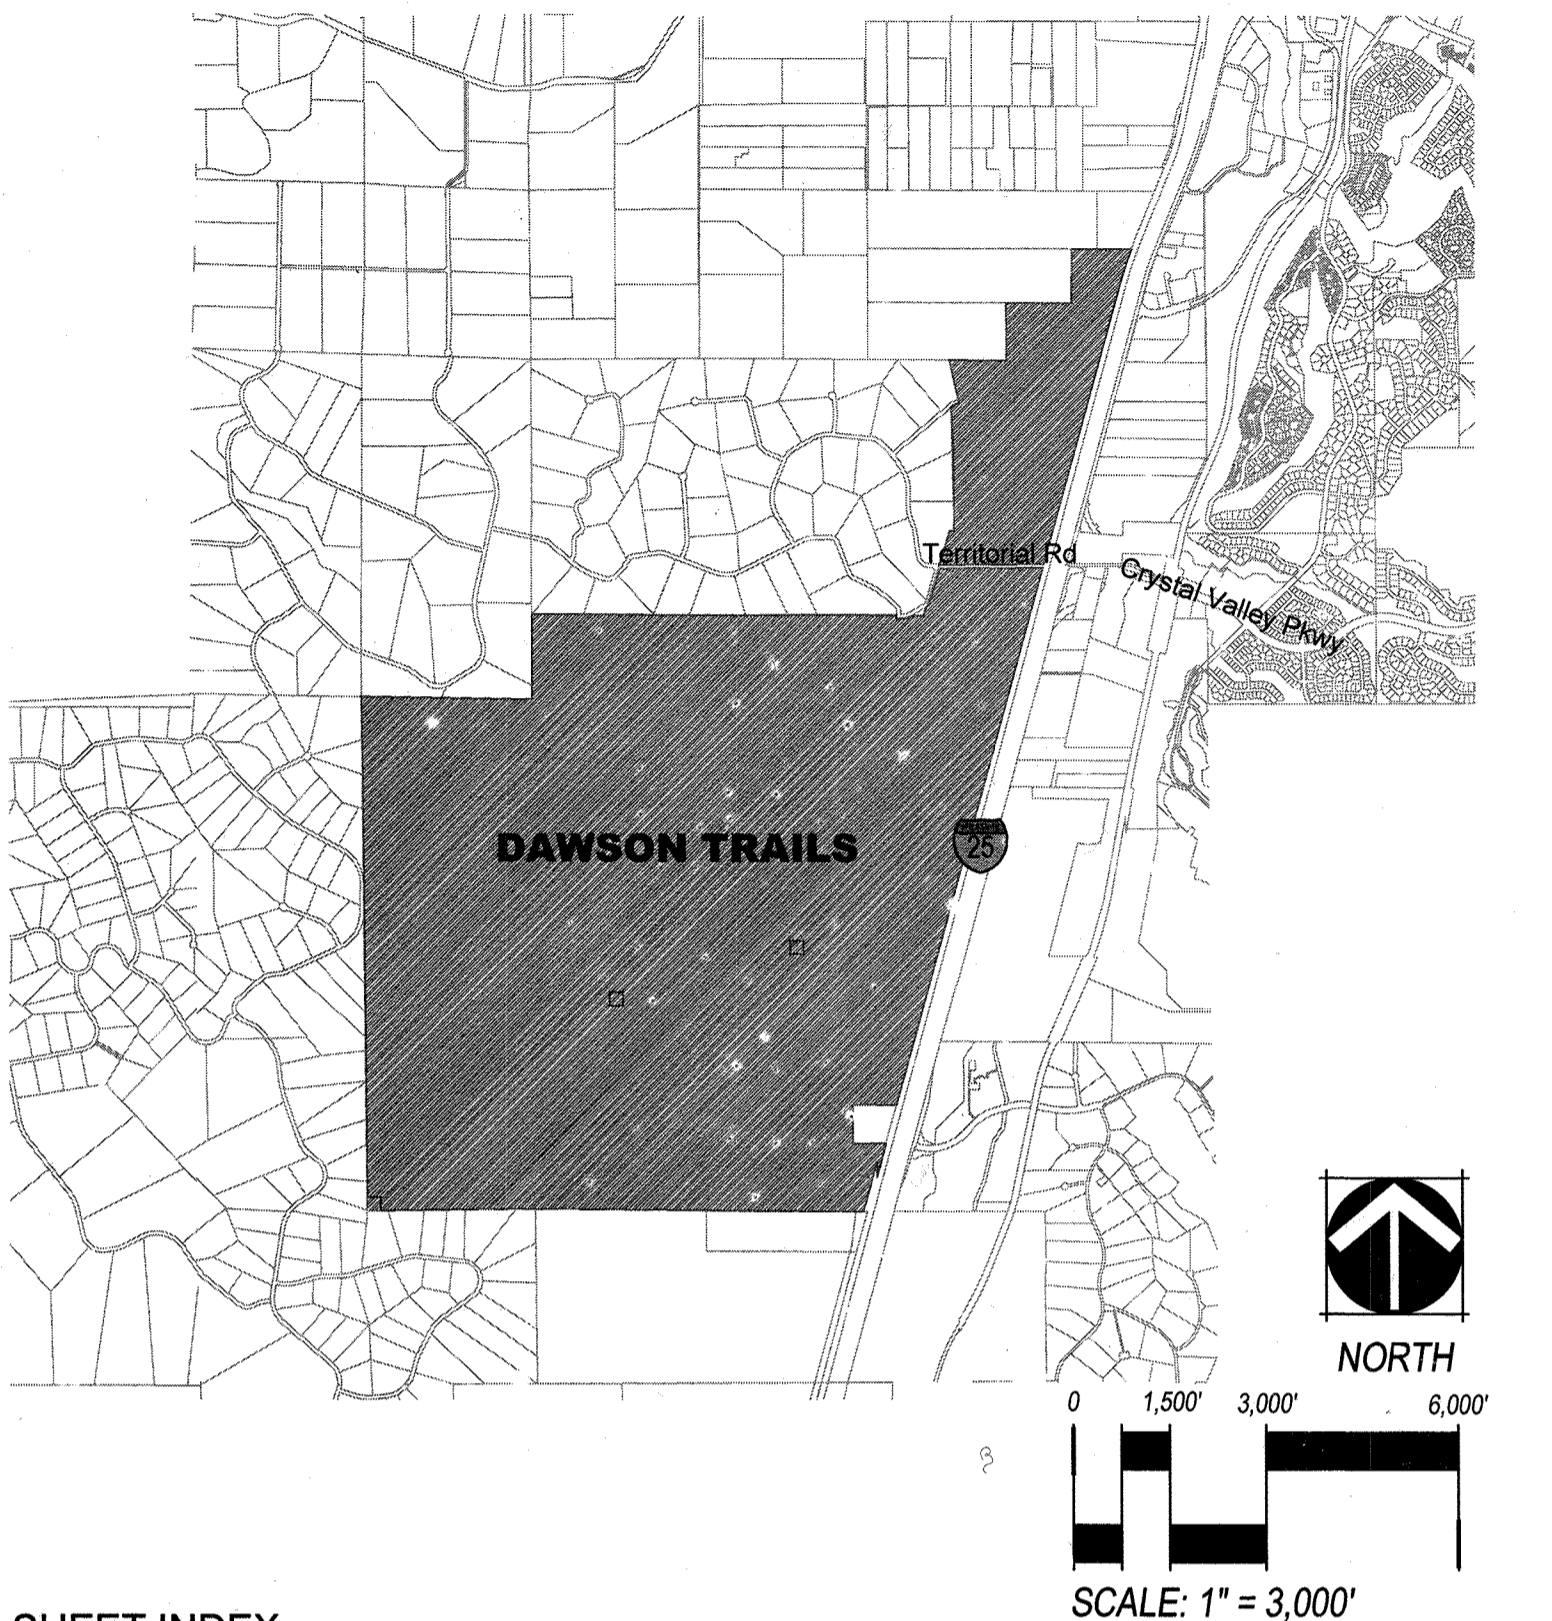 Territorial Rd
Crystal Valley Pkwy
DAWSON TRAILS
25
NORTH
0 1,500' 3,000' 6,000'
SCALE: 1" = 3,000'
SHEET INDEX